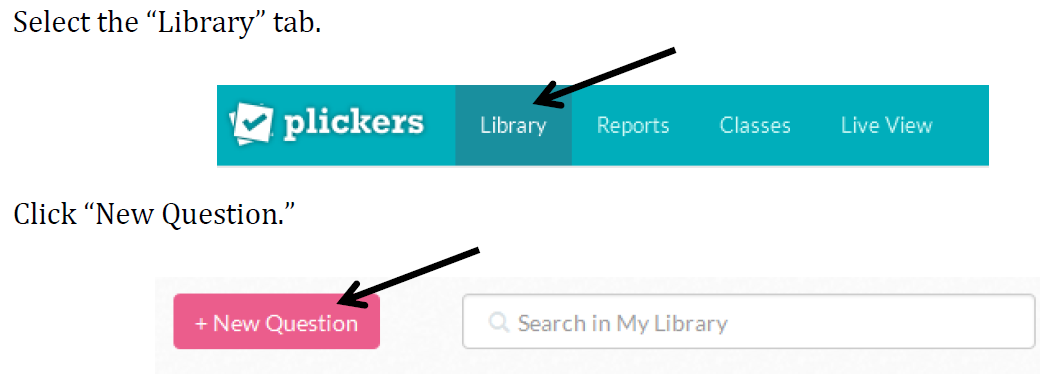 Select the “Library” tab.
plickers Library Reports Classes Live View
Click “New Question.”
+ New Question Search in My Library